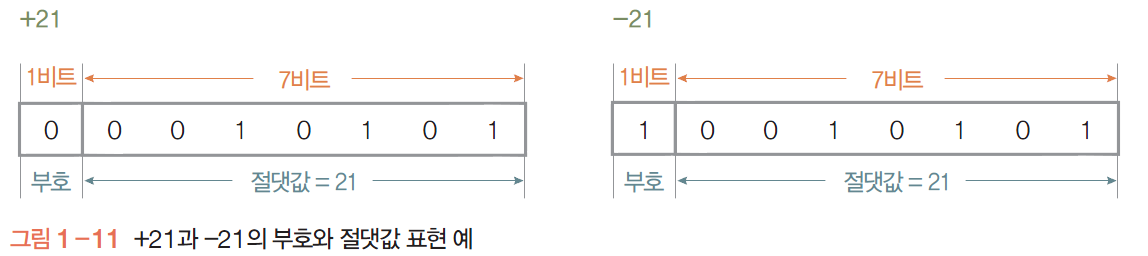 +21
−21
1비트 7비트
1비트 7비트
0 0 0 1 0 1 0 1
1 0 0 1 0 1 0 1
부호 절댓값 = 21
부호 절댓값 = 21
그림 1-11 +21과 -21의 부호와 절댓값 표현 예